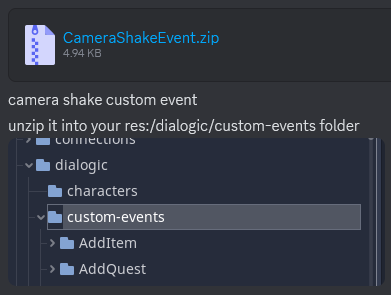 CameraShakeEvent.zip
4.94 KB
camera shake custom event
unzip it into your res:/dialogic/custom-events folder
connections
dialogic
characters
custom-events
AddItem
AddQuest